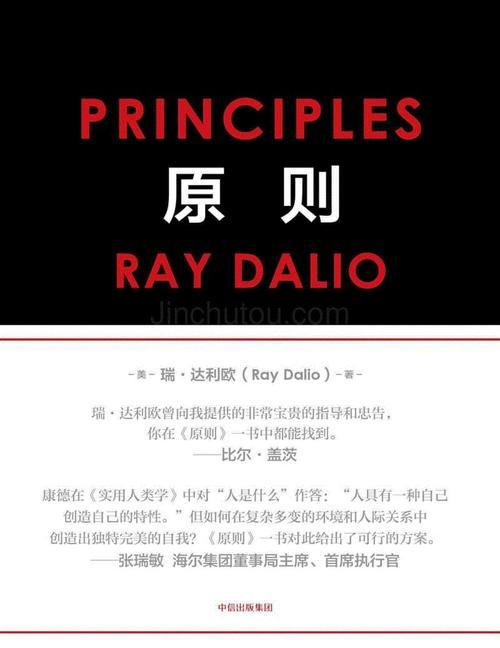 PRINCIPLES
原则
RAY DALIO
Jinchutou.com
–美– 瑞·达利欧（Ray Dalio）–著–
瑞·达利欧曾向我提供的非常宝贵的指导和忠告，
你在《原则》一书中都能找到。
——比尔·盖茨
康德在《实用人类学》中对“人是什么”作答：“人具有一种自己
创造自己的特性。”但如何在复杂多变的环境和人际关系中
创造出独特完美的自我？《原则》一书对此给出了可行的方案。
——张瑞敏 海尔集团董事局主席、首席执行官
中信出版集团